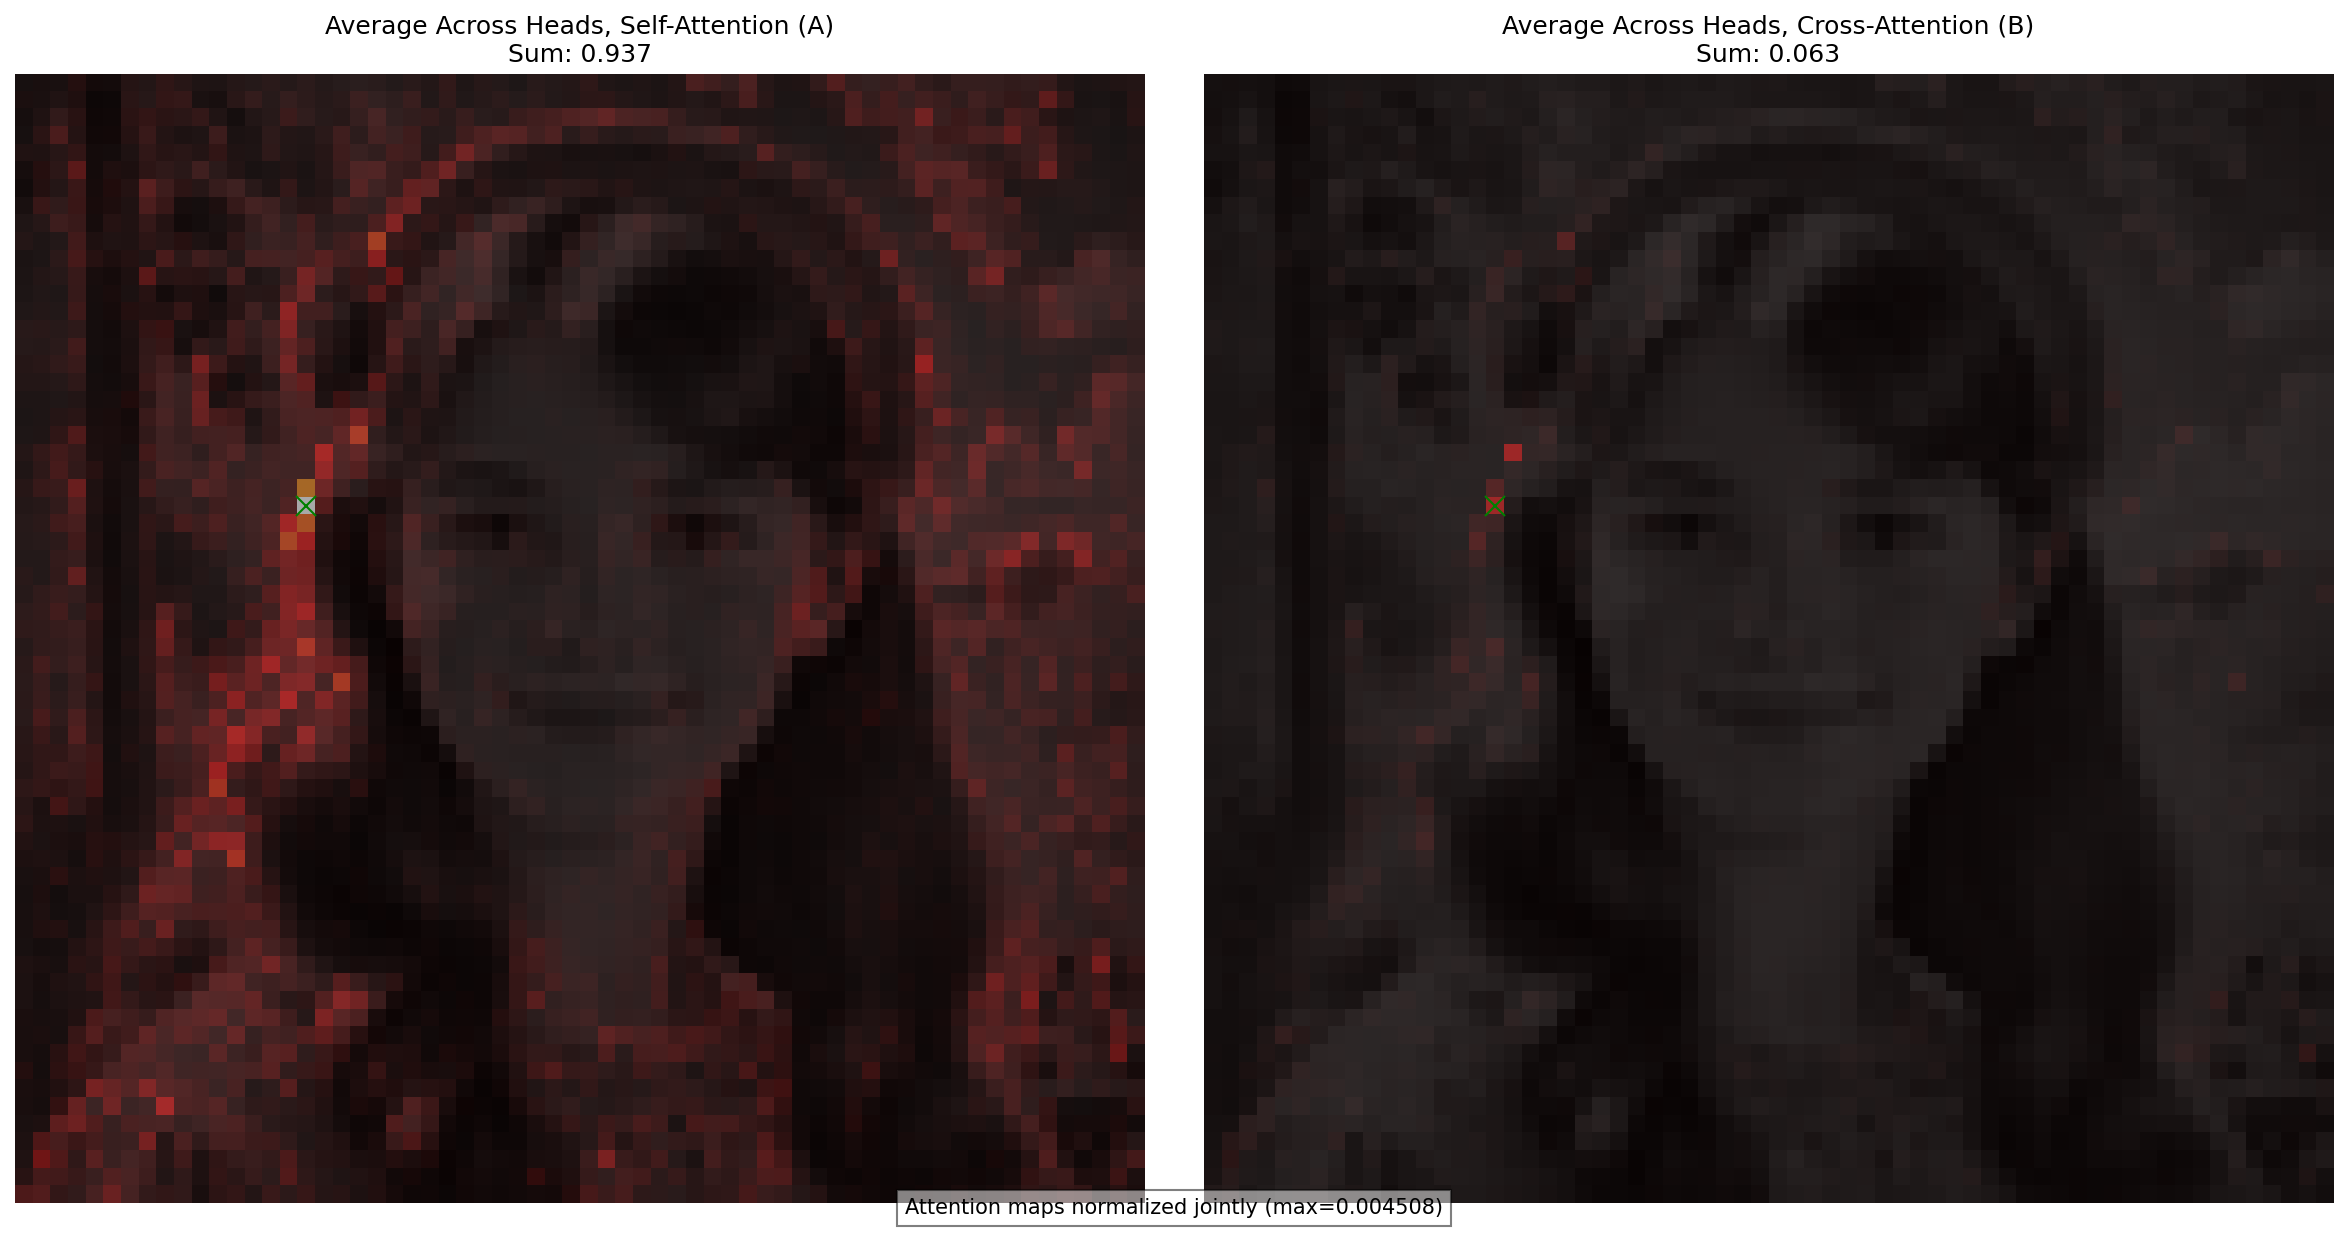 Average Across Heads, Self-Attention (A)
Sum: 0.937
Average Across Heads, Cross-Attention (B)
Sum: 0.063
Attention maps normalized jointly (max=0.004508)